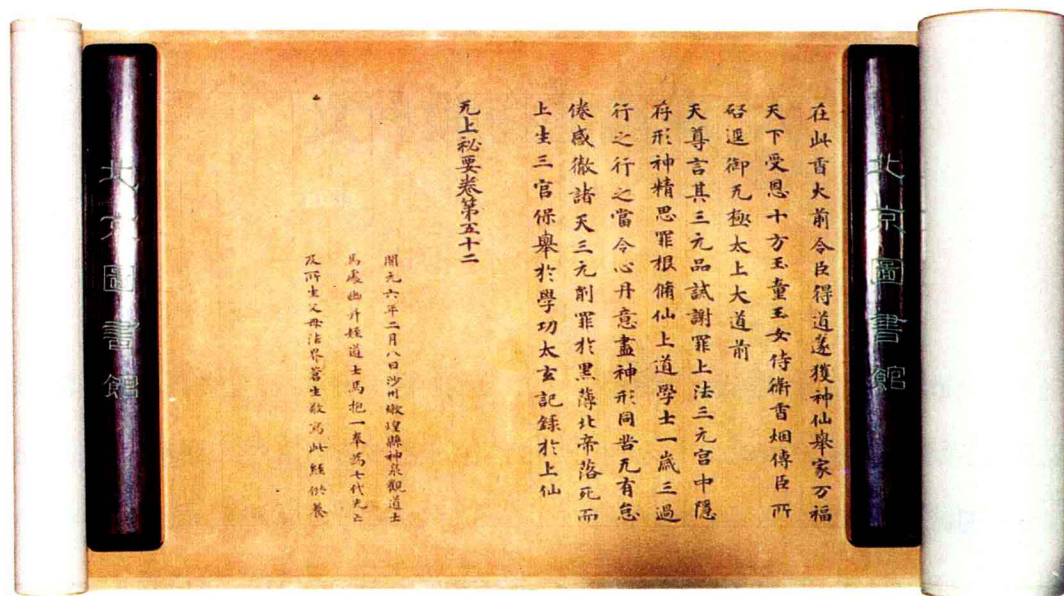 北京圖書館
在此香火前令臣得道遂獲神仙舉家万福
天下受恩十方玉童玉女侍衛香烟傳臣所
啓逕御无極太上大道前
天尊言其三元品試謝罪上法三元宮中隱
存形神精思罪根脩仙上道學士一歲三過
行之行之當令心丹意盡神形同苦无有怠
倦感徹諸天三元削罪於黑薄北帝落死而
上生三官保舉於學功太玄記錄於上仙
无上祕要卷第五十二
開元六年二月八日沙州燉煌縣神泉觀道士
馬處幽并姪道士馬抱一奉為七代先亡
及所生父母法界蒼生敬寫此經供養
北京圖書館